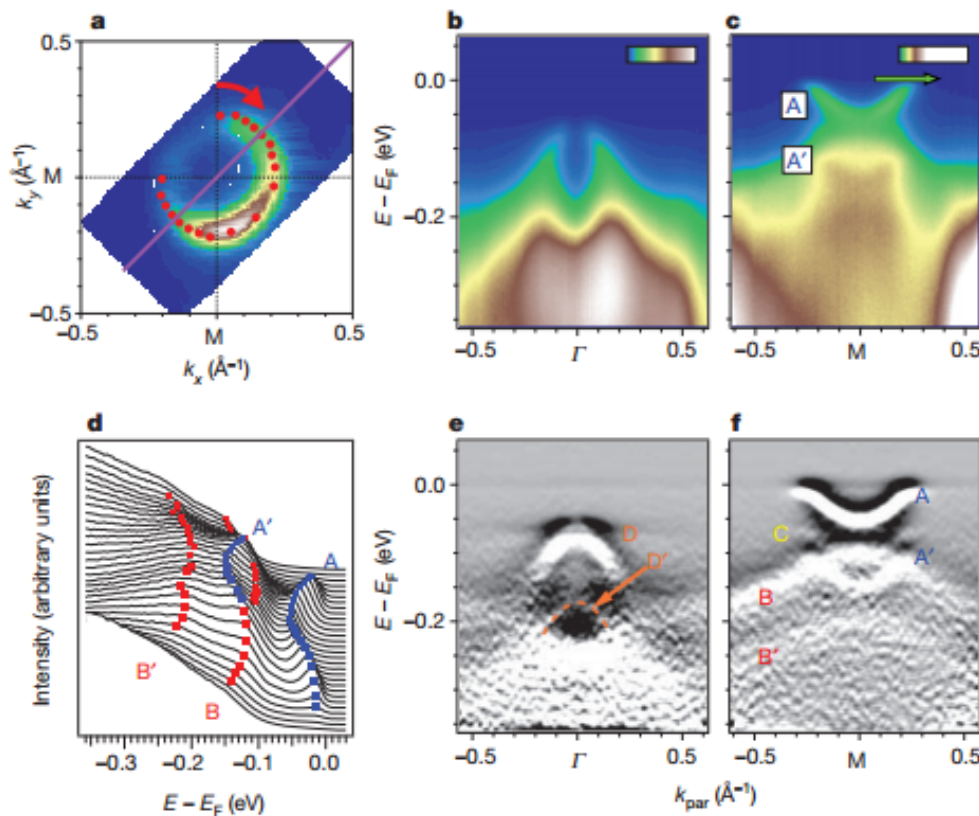 a
b
c
0.5
k_y (Å⁻¹)
M
−0.5
−0.5
M
0.5
k_x (Å⁻¹)
E − E_F (eV)
0.0
−0.2
A
A′
−0.5
Γ
0.5
−0.5
M
0.5
d
e
f
Intensity (arbitrary units)
A′
A
B′
B
−0.3
−0.2
−0.1
0.0
E − E_F (eV)
E − E_F (eV)
0.0
−0.2
D
D′
−0.5
Γ
0.5
A
C
A′
B
B′
−0.5
M
0.5
k_par (Å⁻¹)